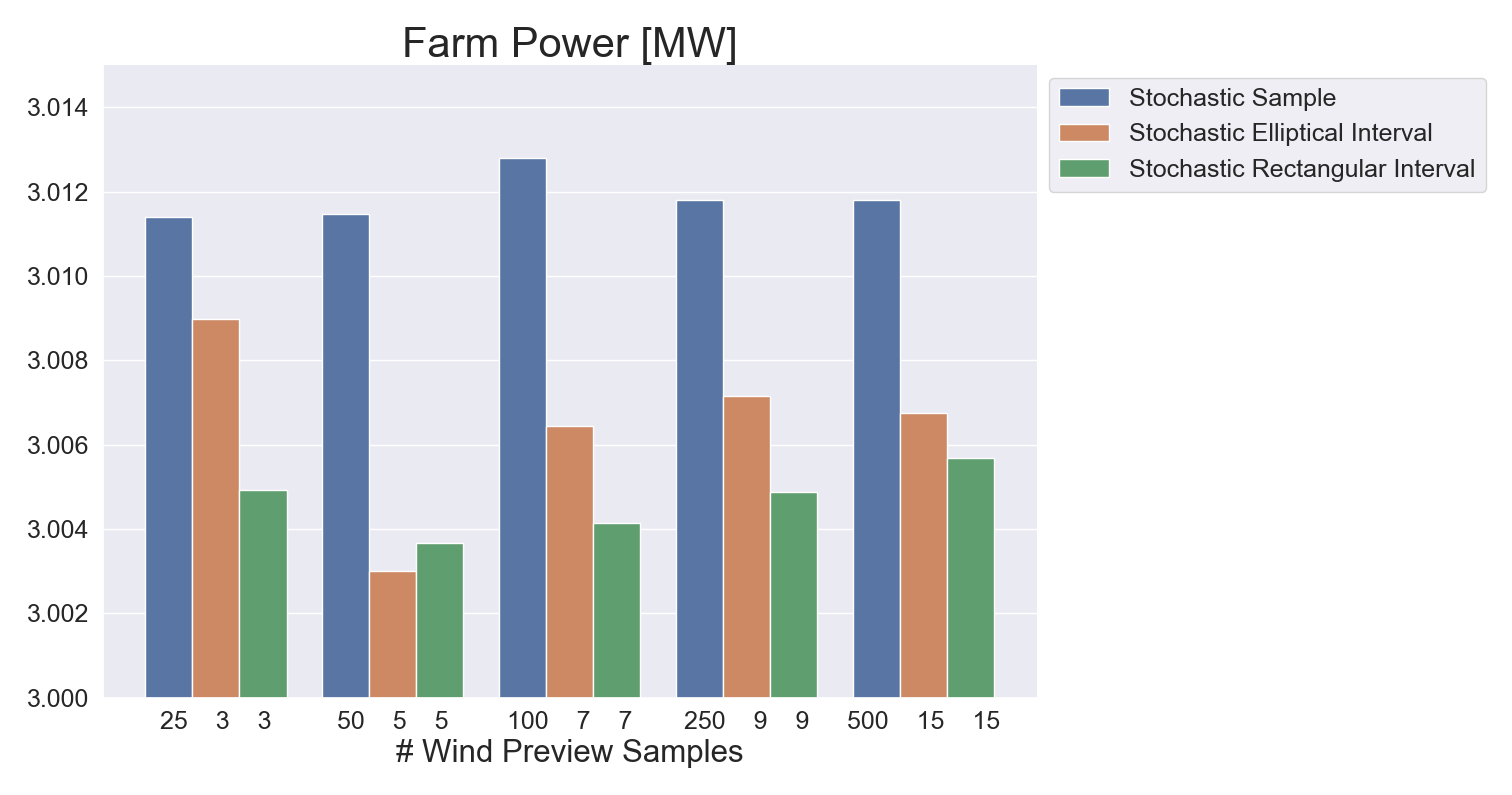 Farm Power [MW]
3.014
3.012
3.010
3.008
3.006
3.004
3.002
3.000
25 3 3 50 5 5 100 7 7 250 9 9 500 15 15
# Wind Preview Samples
Stochastic Sample
Stochastic Elliptical Interval
Stochastic Rectangular Interval